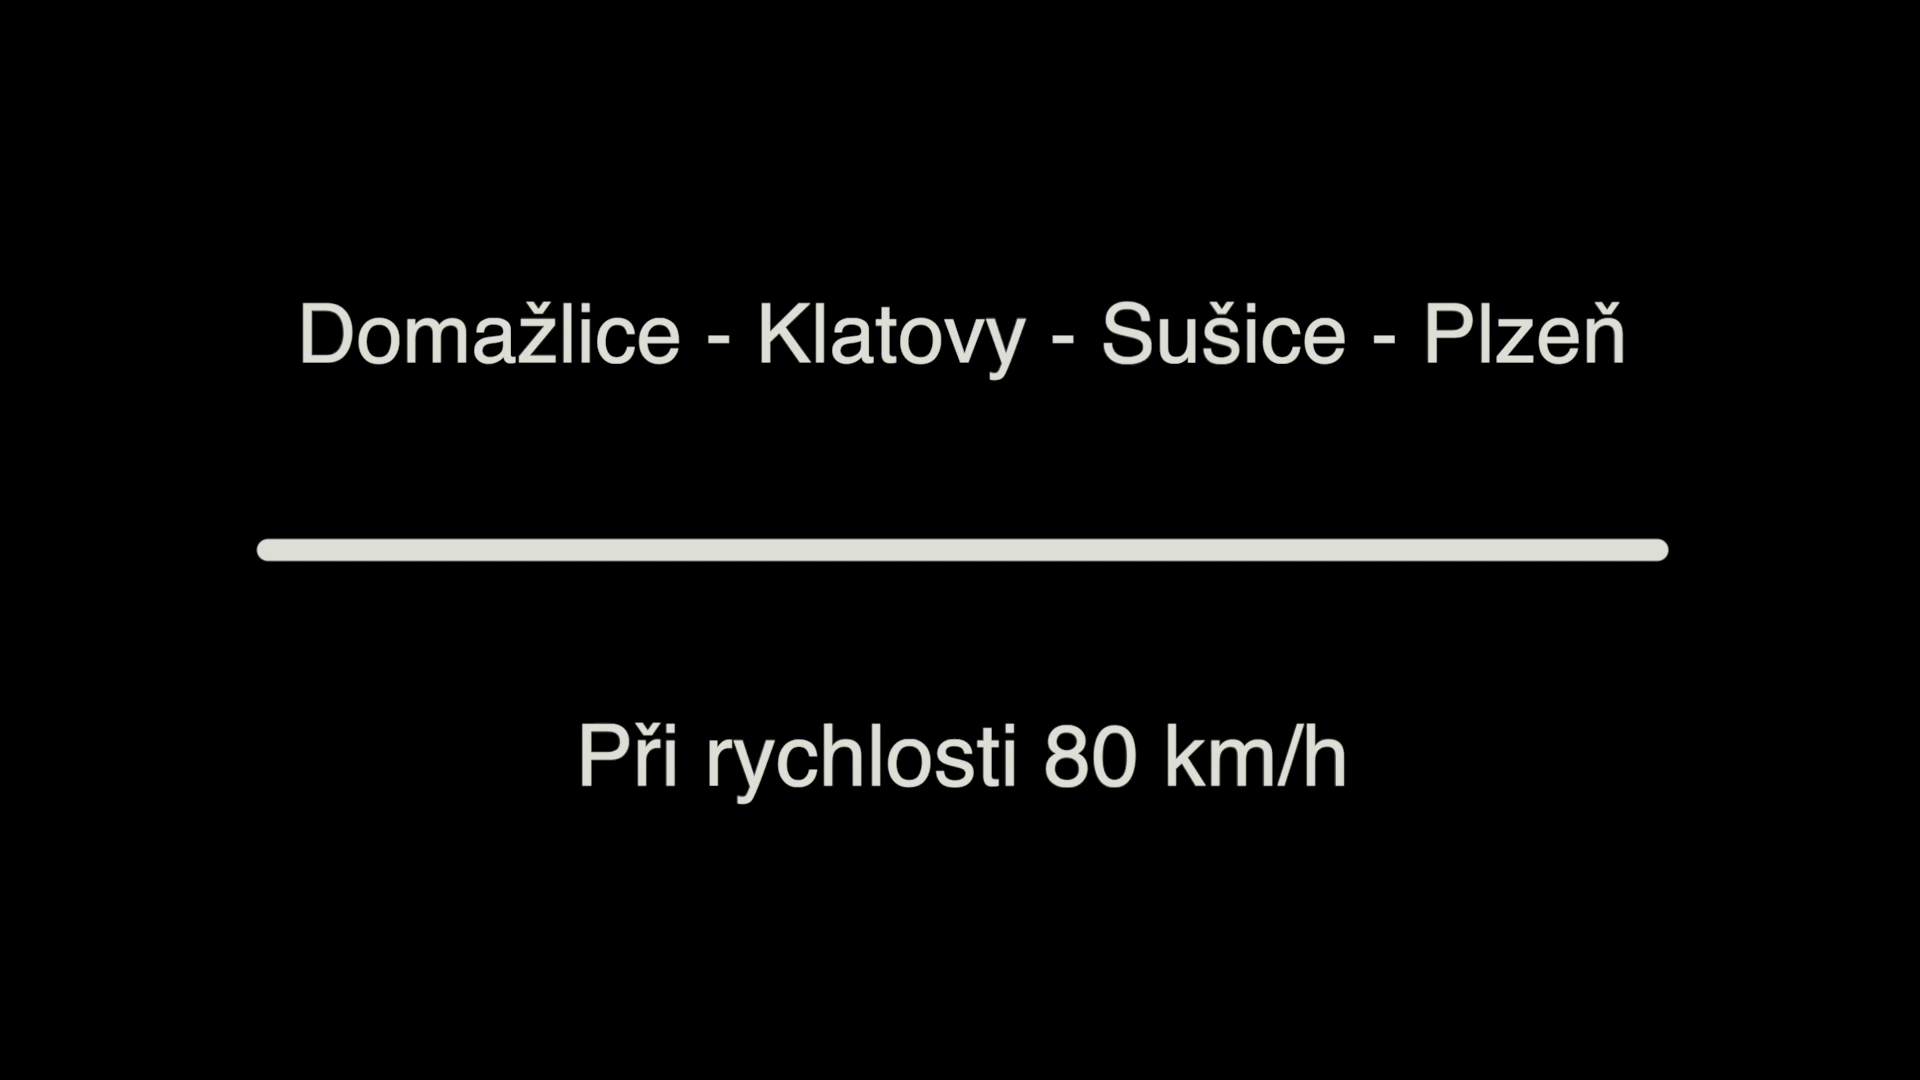 Domažlice - Klatovy - Sušice - Plzeň
Při rychlosti 80 km/h